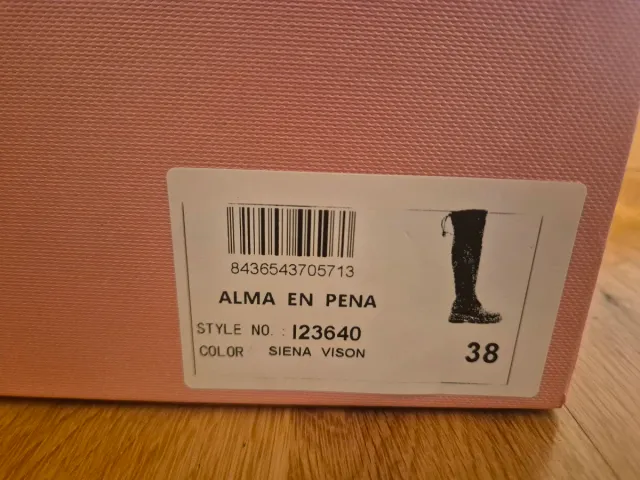 8436543705713
ALMA EN PENA
STYLE NO. : I23640
COLOR SIENA VISON
38